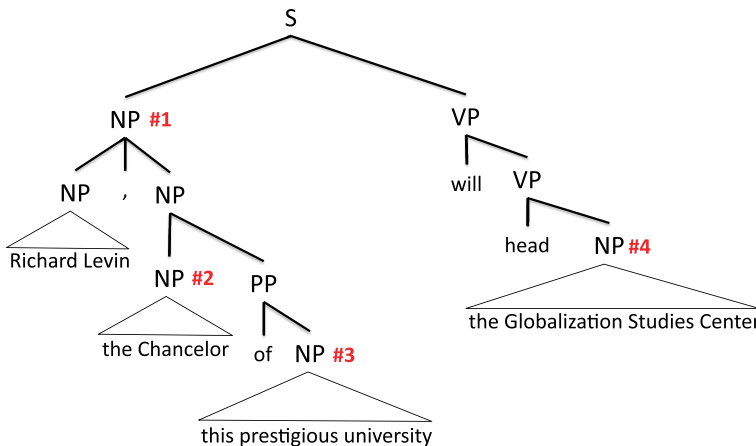 S
NP #1 VP
NP , NP will VP
Richard Levin head NP #4
NP #2 PP
the Globalization Studies Center
the Chancelor of NP #3
this prestigious university